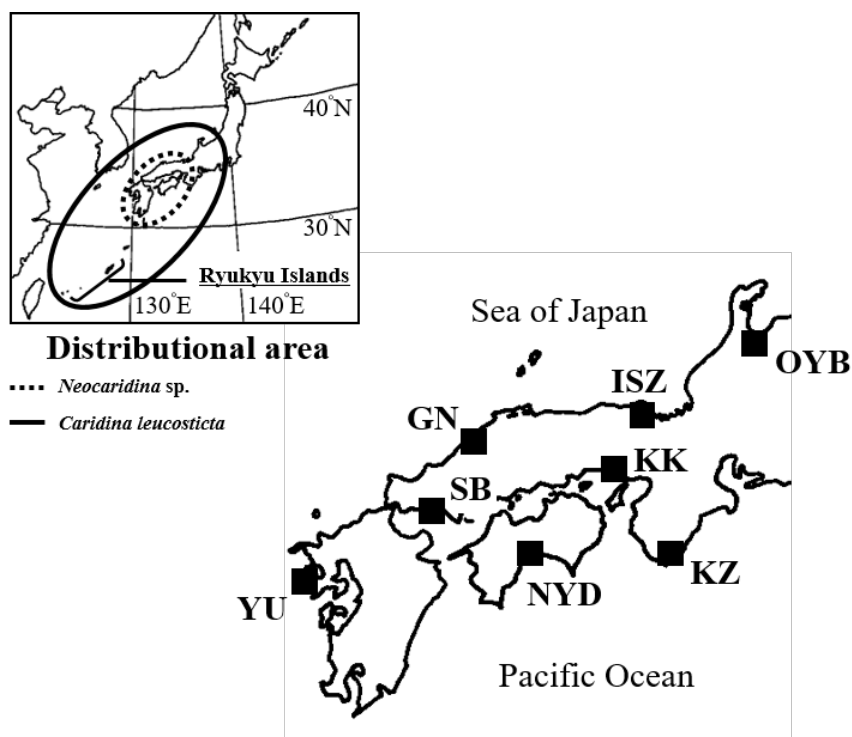 40°N
30°N
Ryukyu Islands
130°E 140°E
Distributional area
Neocaridina sp.
Caridina leucosticta
Sea of Japan
OYB
ISZ
GN
KK
SB
KZ
NYD
YU
Pacific Ocean